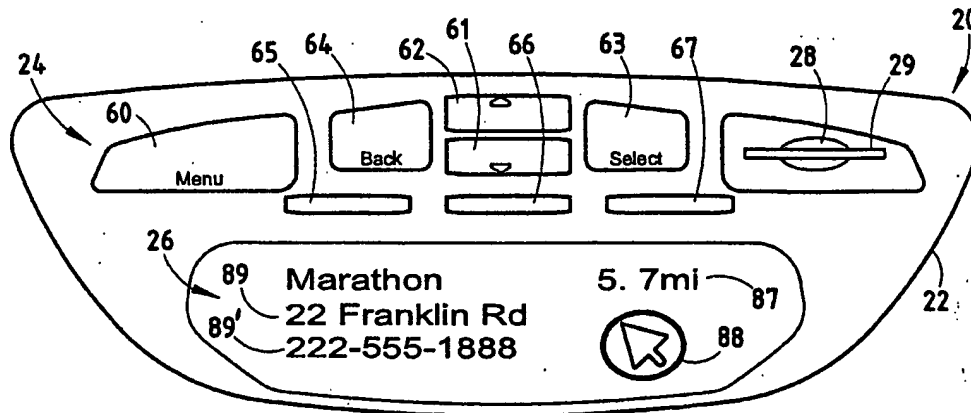 65 64 62 61 66 63 67 28 29 20
24
60
Menu Back Select
26
89 Marathon 5. 7mi 87
22 Franklin Rd 22
89' 222-555-1888 88